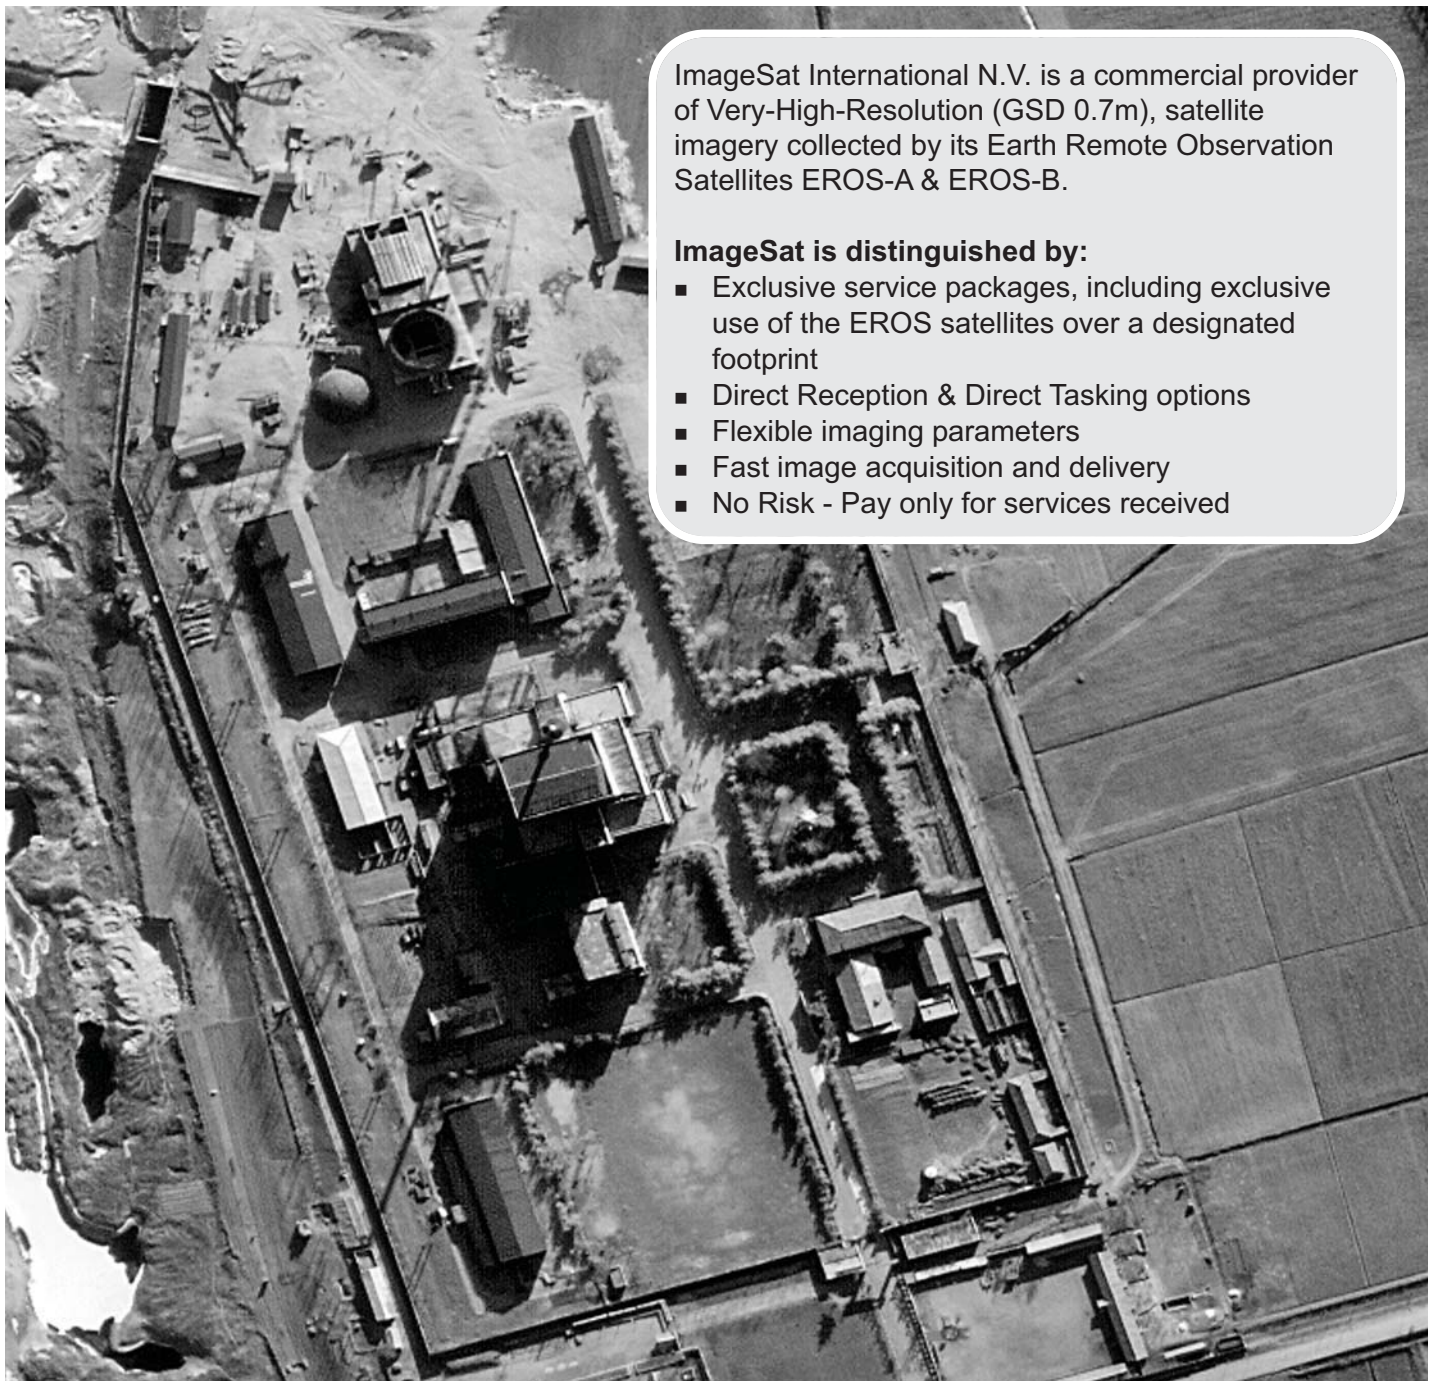 ImageSat International N.V. is a commercial provider
of Very-High-Resolution (GSD 0.7m), satellite
imagery collected by its Earth Remote Observation
Satellites EROS-A & EROS-B.
ImageSat is distinguished by:
▪ Exclusive service packages, including exclusive
use of the EROS satellites over a designated
footprint
▪ Direct Reception & Direct Tasking options
▪ Flexible imaging parameters
▪ Fast image acquisition and delivery
▪ No Risk - Pay only for services received